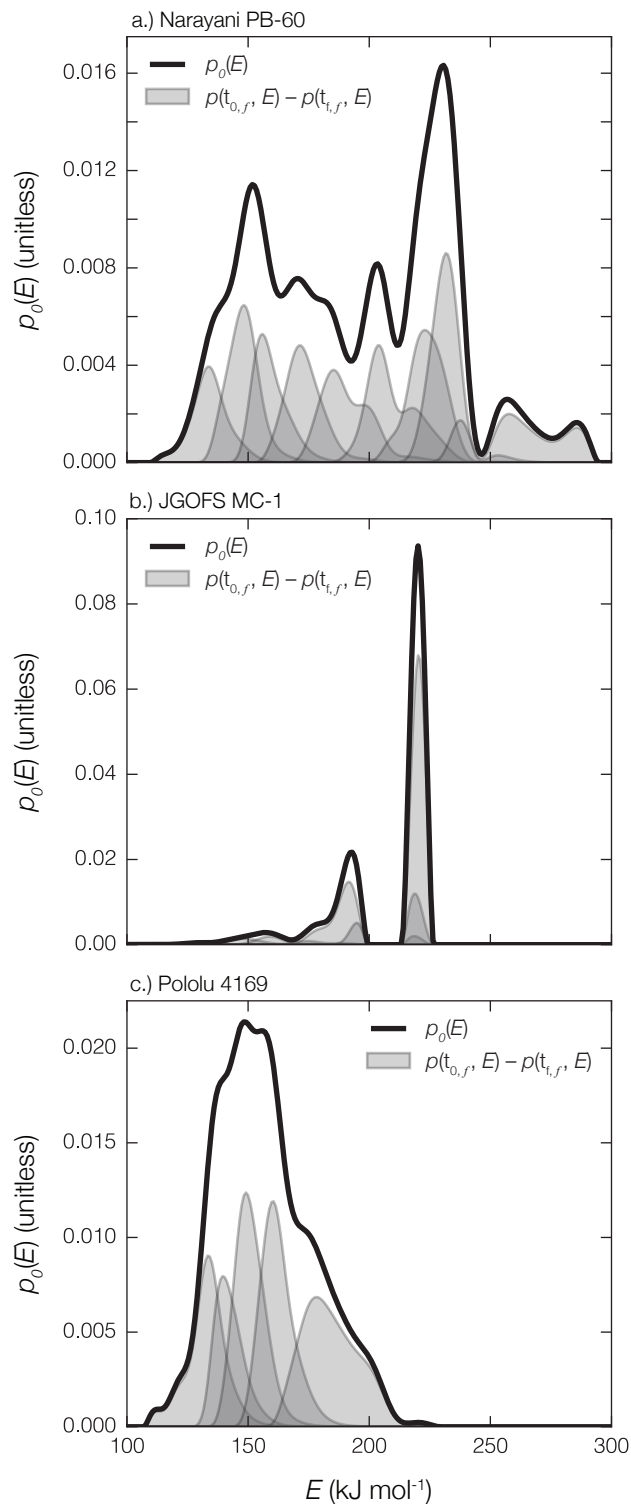 a.) Narayani PB-60
p₀(E)
p(t₀,f, E) – p(tf,f, E)
0.016
0.012
0.008
0.004
0.000
p₀(E) (unitless)
b.) JGOFS MC-1
p₀(E)
p(t₀,f, E) – p(tf,f, E)
0.10
0.08
0.06
0.04
0.02
0.00
p₀(E) (unitless)
c.) Pololu 4169
p₀(E)
p(t₀,f, E) – p(tf,f, E)
0.020
0.015
0.010
0.005
0.000
p₀(E) (unitless)
100 150 200 250 300
E (kJ mol⁻¹)